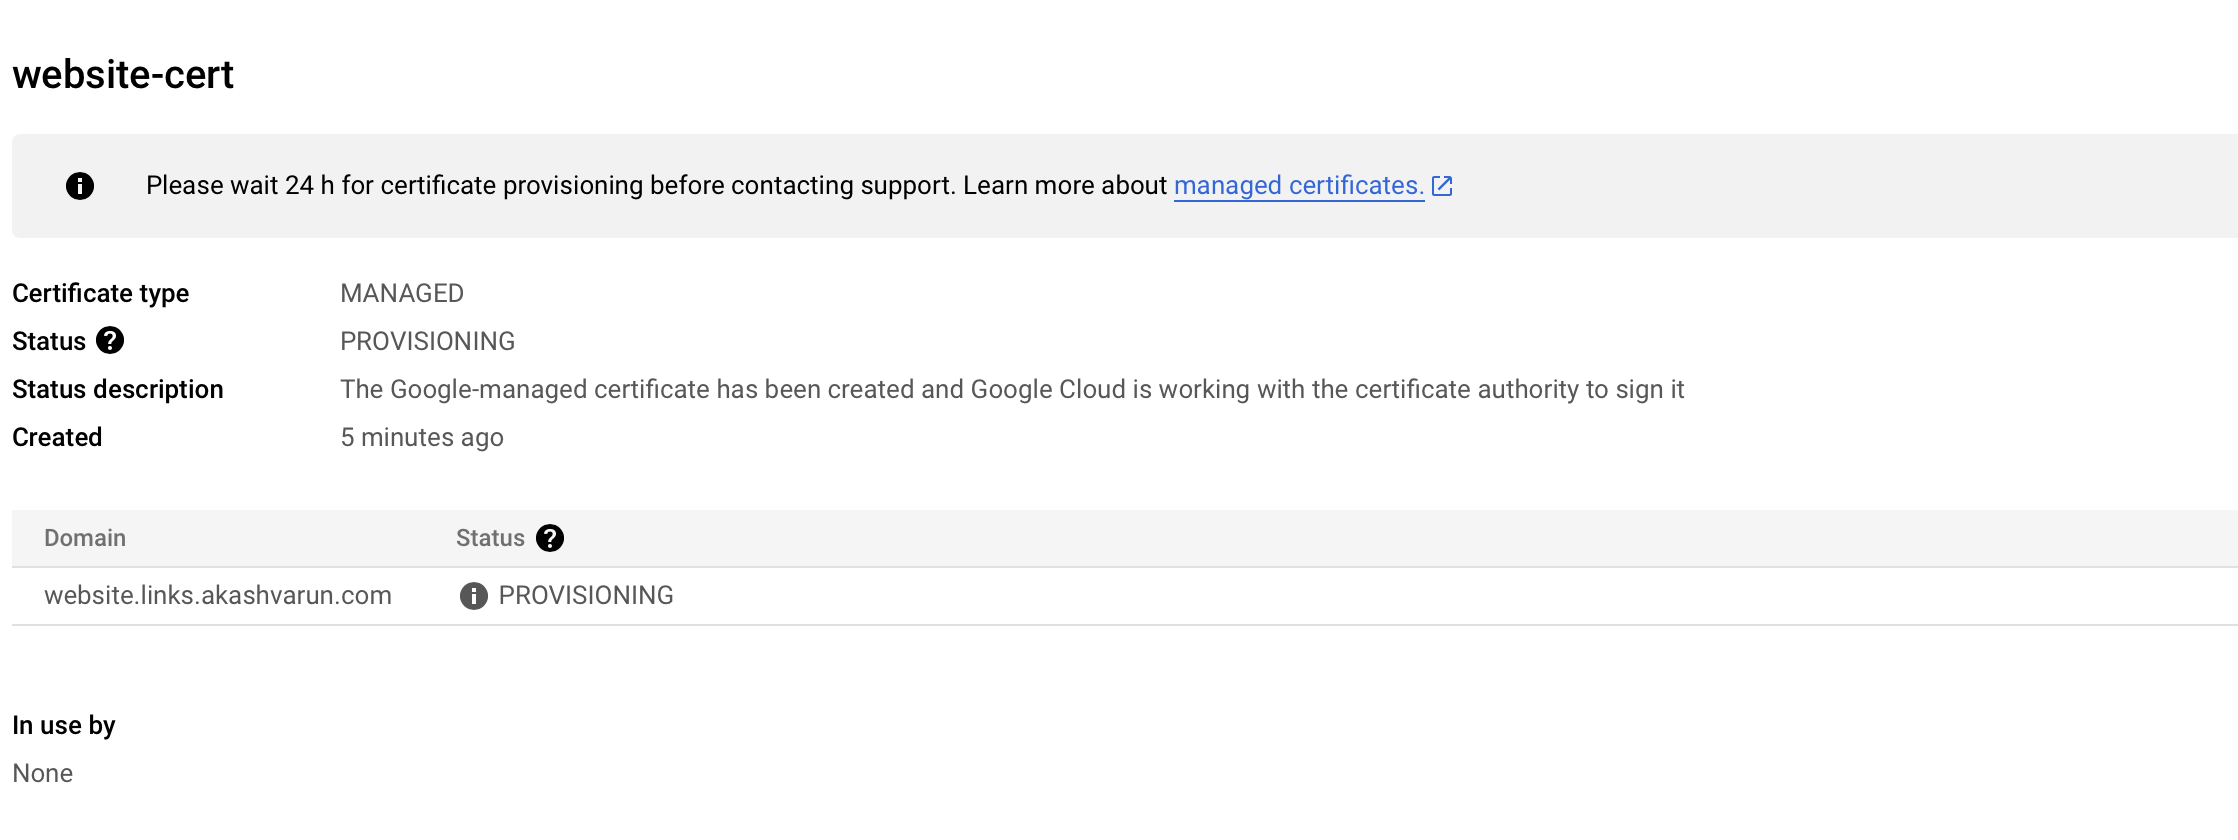 website-cert
Please wait 24 h for certificate provisioning before contacting support. Learn more about managed certificates.
Certificate type MANAGED
Status PROVISIONING
Status description The Google-managed certificate has been created and Google Cloud is working with the certificate authority to sign it
Created 5 minutes ago
Domain Status
website.links.akashvarun.com PROVISIONING
In use by
None